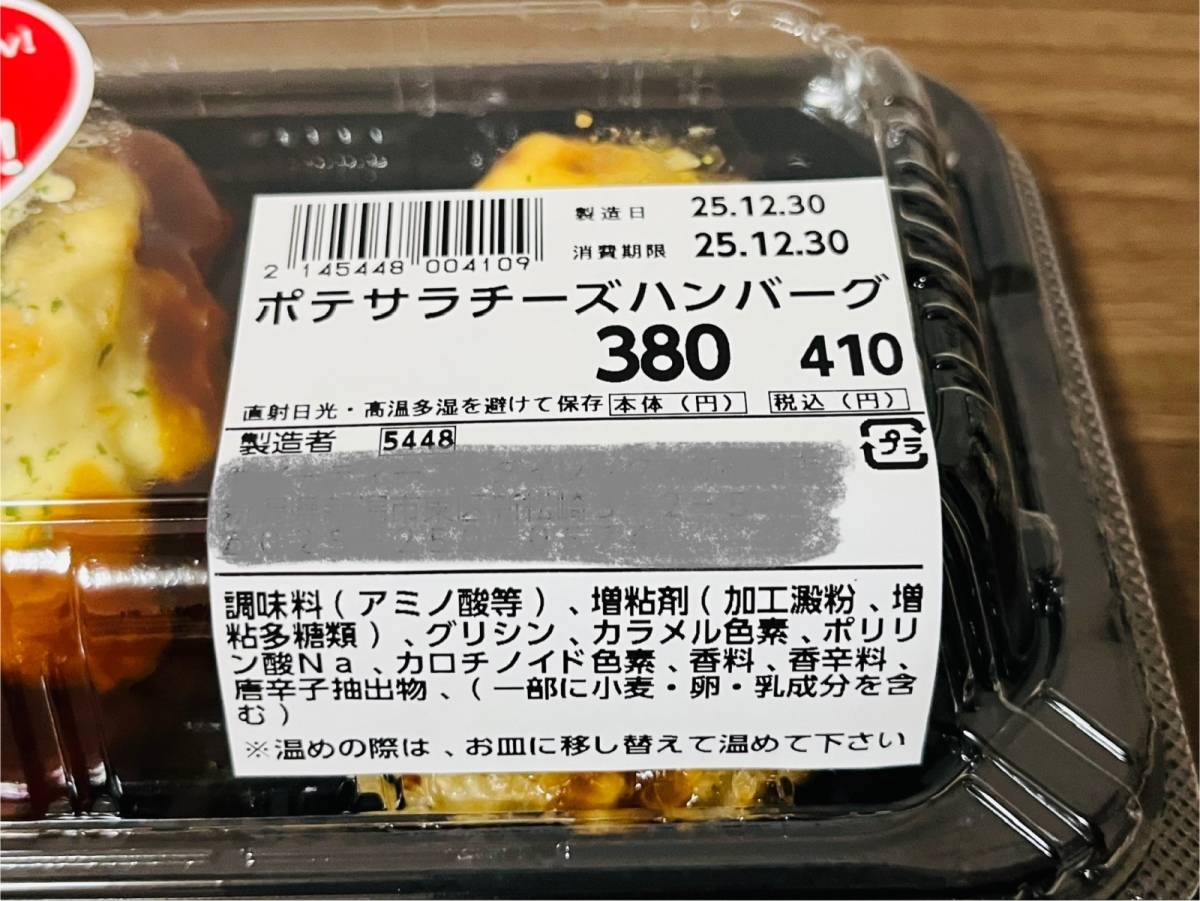 !
製造日 25.12.30
消費期限 25.12.30
2 145448 004109
ポテサラチーズハンバーグ
380 410
直射日光・高温多湿を避けて保存 本体(円) 税込(円)
製造者 5448
プラ
調味料(アミノ酸等)、増粘剤(加工澱粉、増
粘多糖類)、グリシン、カラメル色素、ポリリ
ン酸Na、カロチノイド色素、香料、香辛料、
唐辛子抽出物、(一部に小麦・卵・乳成分を含
む)
※温めの際は、お皿に移し替えて温めて下さい